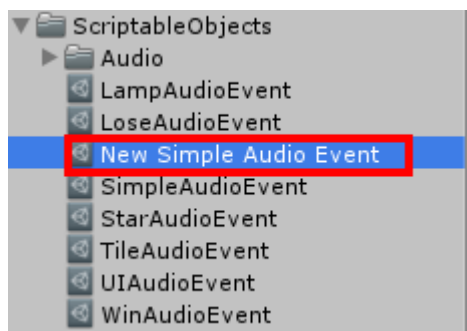 ScriptableObjects
Audio
LampAudioEvent
LoseAudioEvent
New Simple Audio Event
SimpleAudioEvent
StarAudioEvent
TileAudioEvent
UIAudioEvent
WinAudioEvent